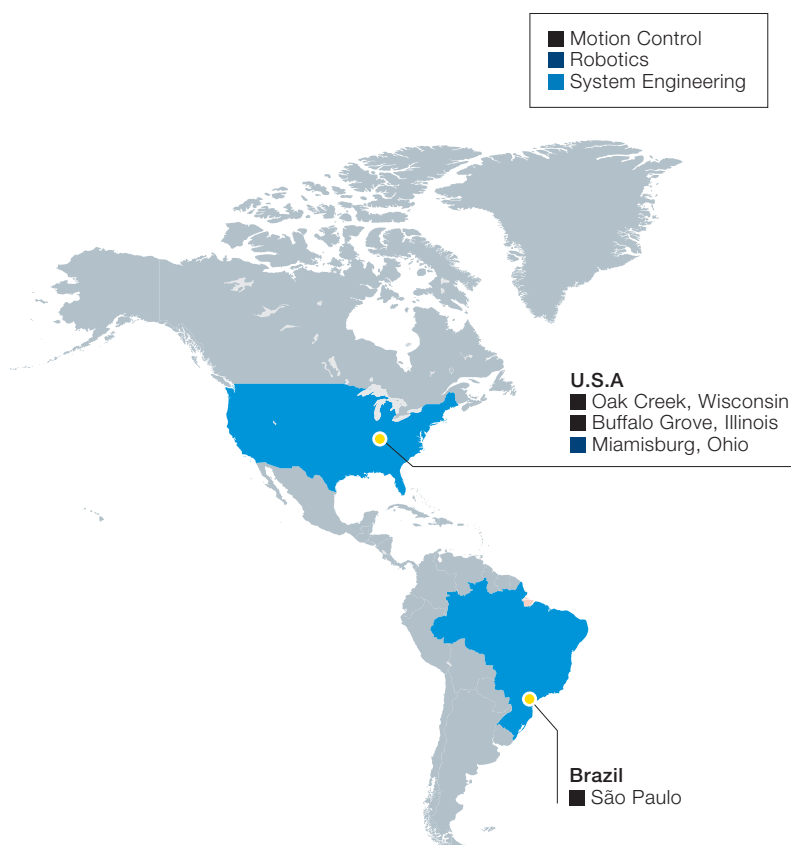 Motion Control
Robotics
System Engineering
U.S.A
Oak Creek, Wisconsin
Buffalo Grove, Illinois
Miamisburg, Ohio
Brazil
São Paulo